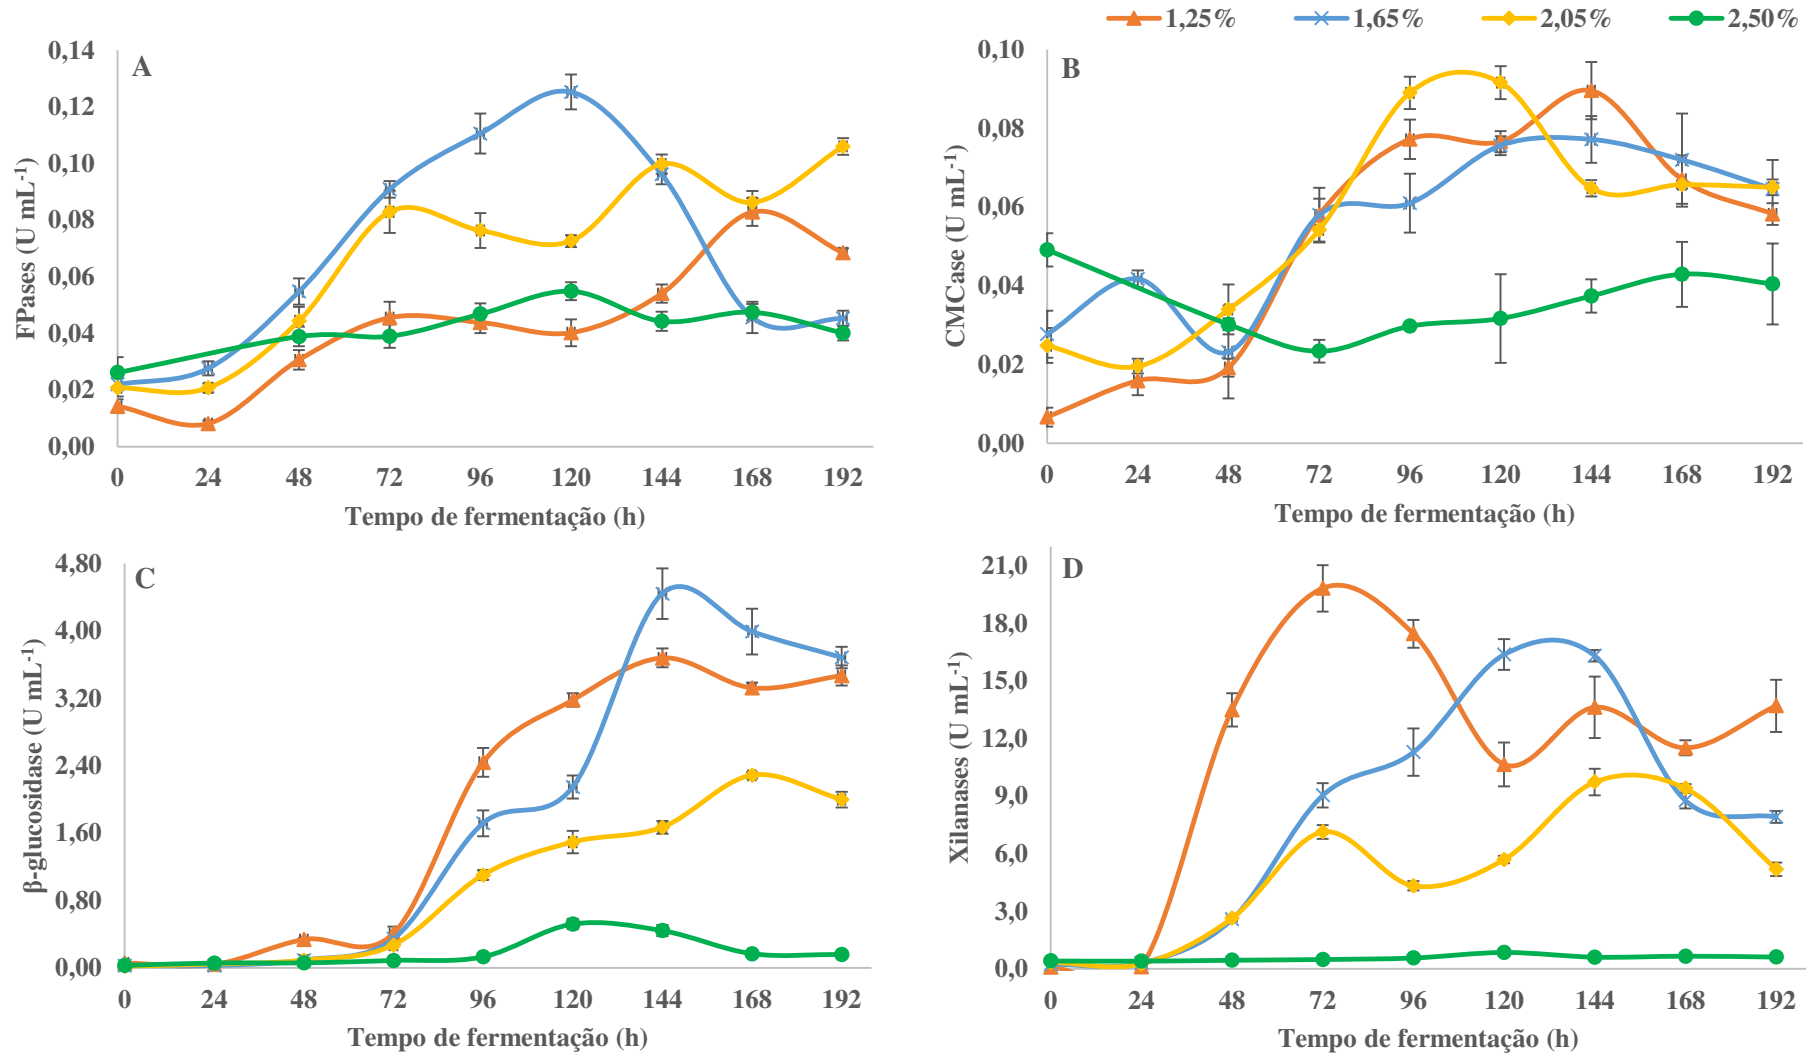 1,25% 1,65% 2,05% 2,50%
A
FPases (U mL⁻¹)
0,14
0,12
0,10
0,08
0,06
0,04
0,02
0,00
0 24 48 72 96 120 144 168 192
Tempo de fermentação (h)
B
CMCase (U mL⁻¹)
0,10
0,08
0,06
0,04
0,02
0,00
0 24 48 72 96 120 144 168 192
Tempo de fermentação (h)
C
β-glucosidase (U mL⁻¹)
4,80
4,00
3,20
2,40
1,60
0,80
0,00
0 24 48 72 96 120 144 168 192
Tempo de fermentação (h)
D
Xilanases (U mL⁻¹)
21,0
18,0
15,0
12,0
9,0
6,0
3,0
0,0
0 24 48 72 96 120 144 168 192
Tempo de fermentação (h)